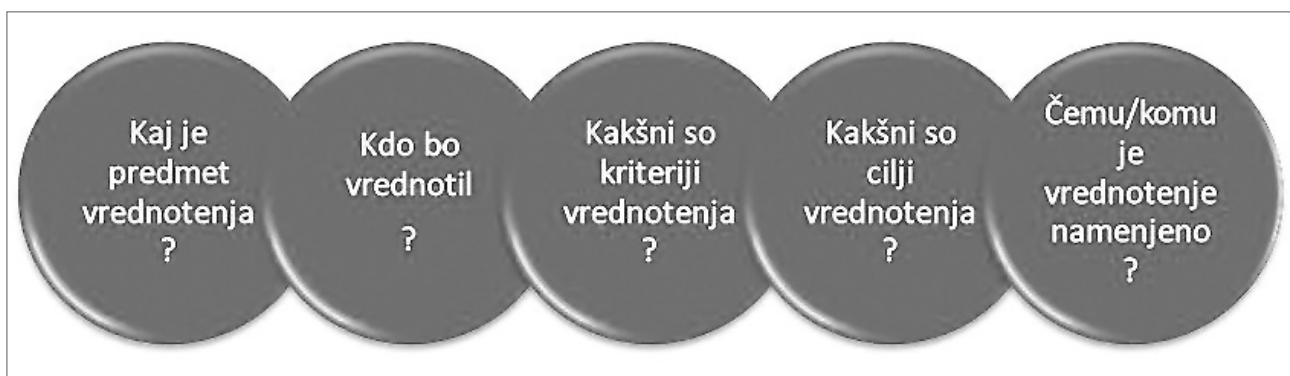 Kaj je
predmet
vrednotenja
?
Kdo bo
vrednotil
?
Kakšni so
kriteriji
vrednotenja
?
Kakšni so
cilji
vrednotenja
?
Čemu/komu
je
vrednotenje
namenjeno
?